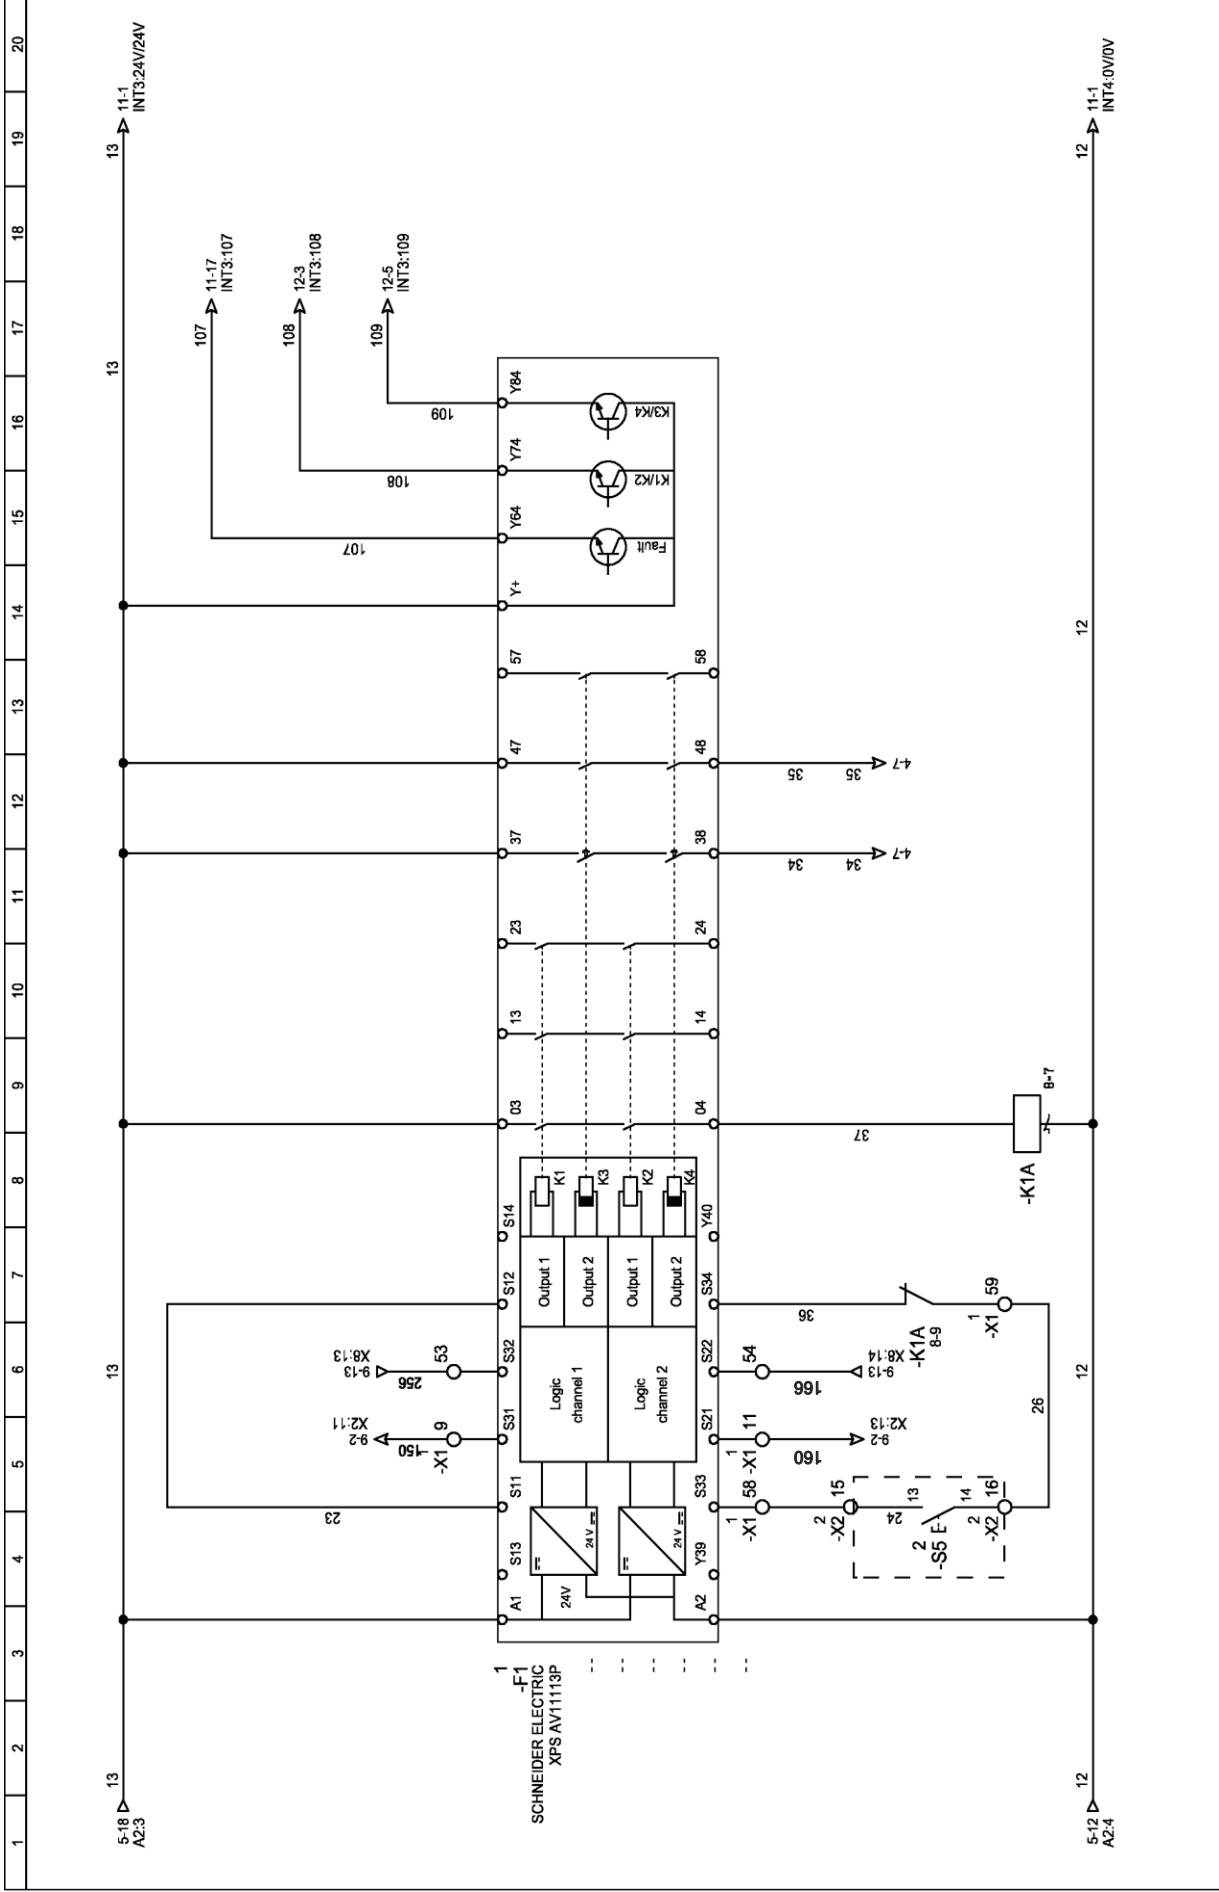 1
2
3
4
5
6
7
8
9
10
11
12
13
14
15
16
17
18
19
20
5-18
A2:3
13
13
13
13
11-1
INT3:24V/24V
107
11-17
INT3:107
108
12-3
INT3:108
109
12-5
INT3:109
107
108
109
23
9-2
X2:11
150
1
-X1
9
9-13
X8:13
256
53
1
-F1
SCHNEIDER ELECTRIC
XPS AV11113P
A1
S13
S11
S31
S32
S12
S14
03
13
23
37
47
57
Y+
Y64
Y74
Y84
24V
24 V
24 V
Logic
channel 1
Logic
channel 2
Output 1
Output 2
Output 1
Output 2
K1
K3
K2
K4
Fault
K1/K2
K3/K4
A2
Y39
S33
S21
S22
S34
Y40
04
14
24
38
48
58
1
-X1
58
1
-X1
11
54
160
9-2
X2:13
166
9-13
X8:14
36
-K1A
8-9
1
-X1
59
2
-X2
15
24
13
14
2
-S5
2
-X2
16
26
37
-K1A
8-7
34
34
4-7
35
35
4-7
5-12
A2:4
12
12
12
12
11-1
INT4:0V/0V